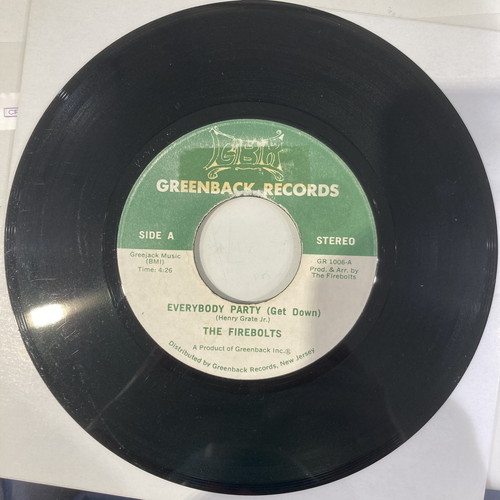 GBK
GREENBACK RECORDS
SIDE A
STEREO
Greejack Music
(BMI)
Time: 4:26
GR 1006-A
Prod. & Arr. by
The Firebolts
EVERYBODY PARTY (Get Down)
(Henry Grate Jr.)
THE FIREBOLTS
A Product of Greenback Inc.Ⓟ
Distributed by Greenback Records, New Jersey